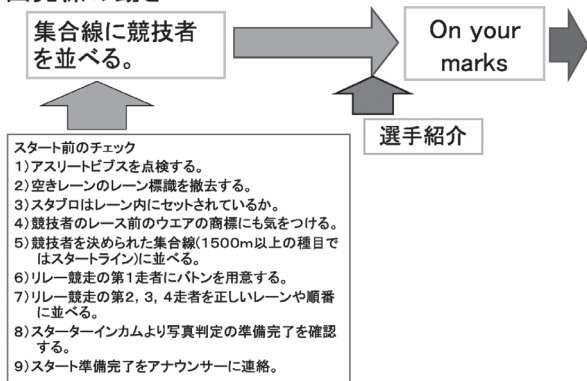 集合線に競技者
を並べる。
On your
marks
選手紹介
スタート前のチェック
1)アスリートビブスを点検する。
2)空きレーンのレーン標識を撤去する。
3)スタブロはレーン内にセットされているか。
4)競技者のレース前のウエアの商標にも気をつける。
5)競技者を決められた集合線(1500m以上の種目で
はスタートライン)に並べる。
6)リレー競走の第1走者にバトンを用意する。
7)リレー競走の第2，3，4走者を正しいレーンや順番
に並べる。
8)スターターインカムより写真判定の準備完了を確認
する。
9)スタート準備完了をアナウンサーに連絡。